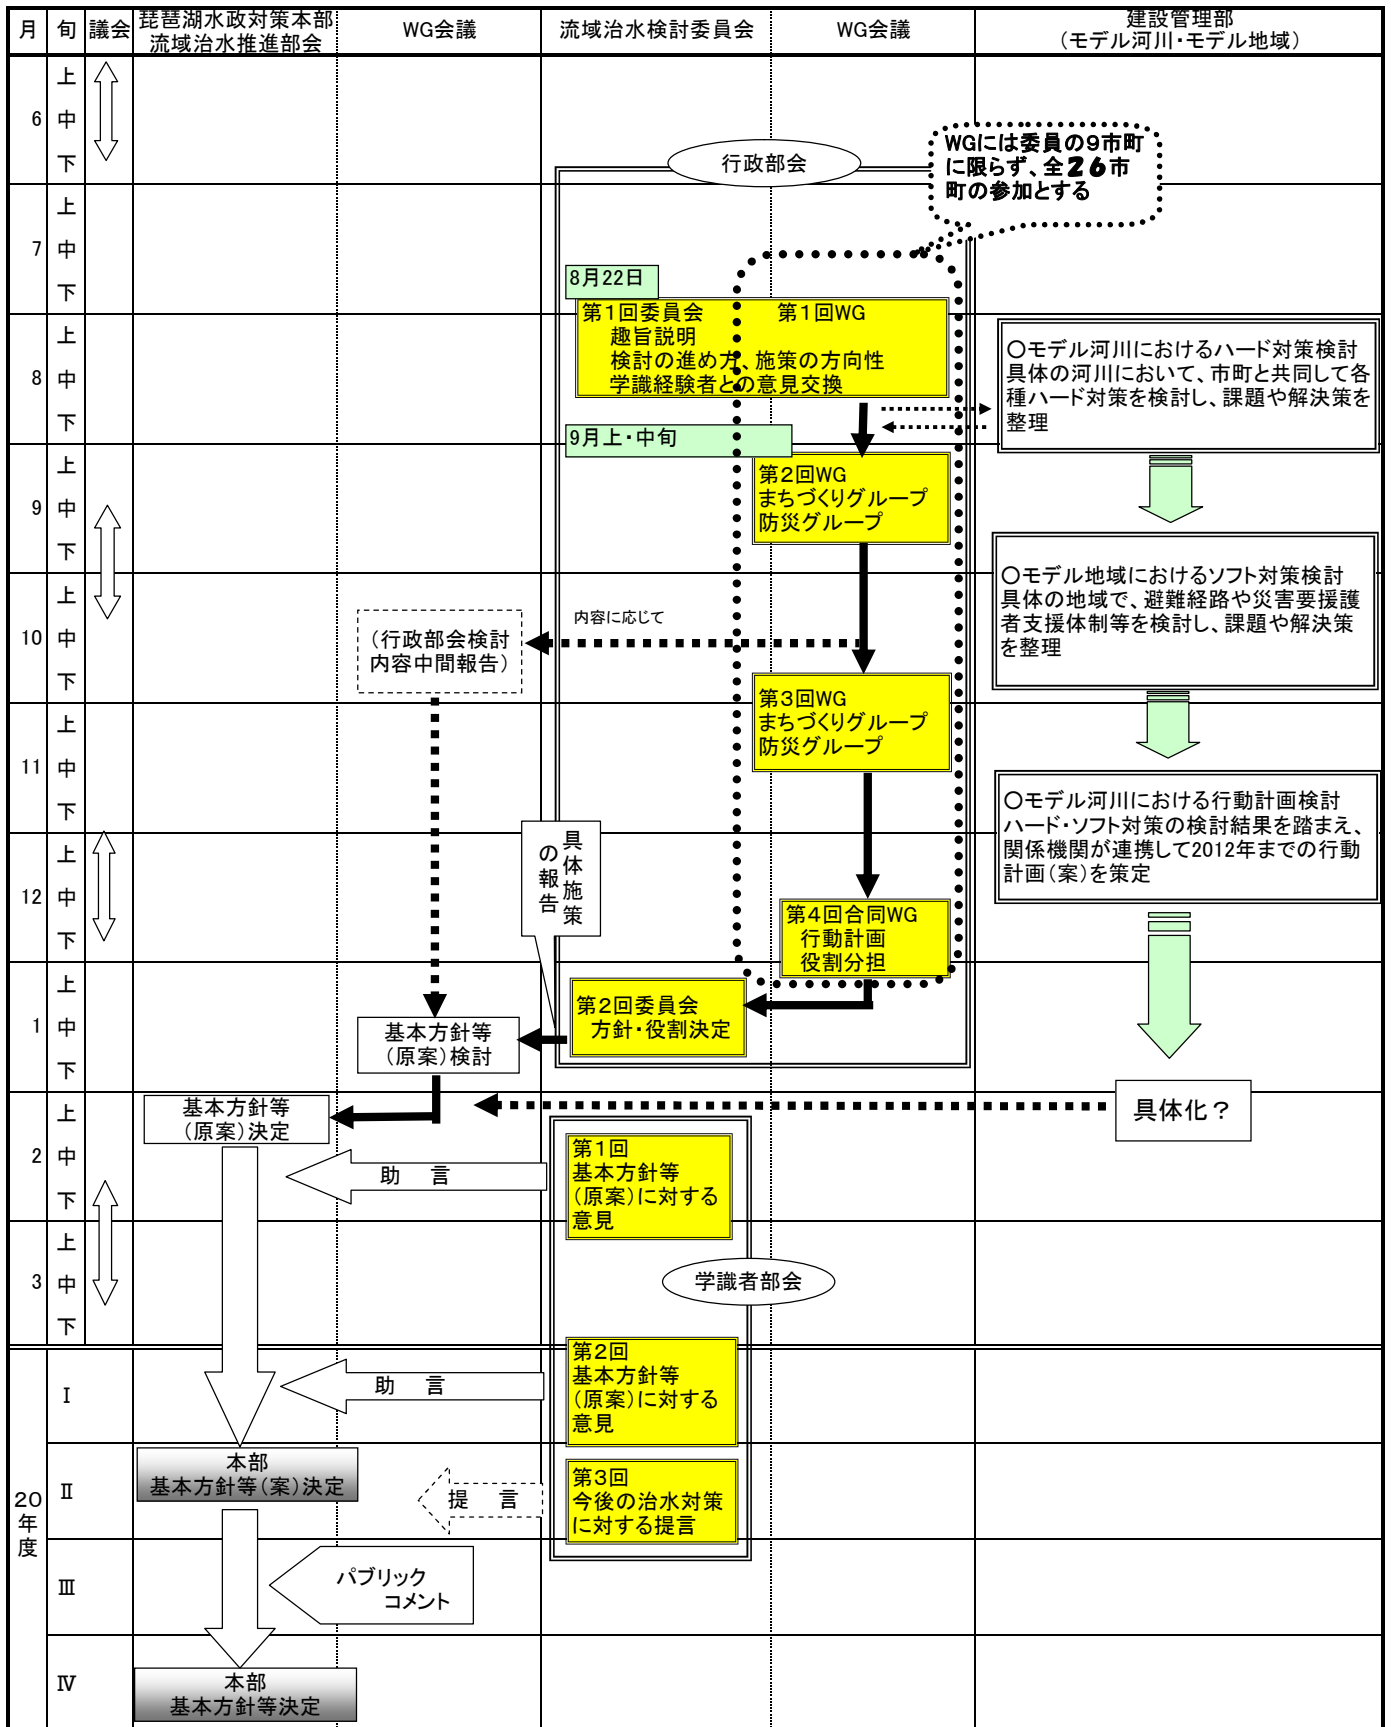 月
旬
議会
琵琶湖水政対策本部
流域治水推進部会
WG会議
流域治水検討委員会
WG会議
建設管理部
(モデル河川・モデル地域)
6
上
中
下
行政部会
WGには委員の9市町
に限らず、全26市
町の参加とする
7
上
中
下
8月22日
第1回委員会 第1回WG
趣旨説明
検討の進め方、施策の方向性
学識経験者との意見交換
8
上
中
下
〇モデル河川におけるハード対策検討
具体の河川において、市町と共同して各
種ハード対策を検討し、課題や解決策を
整理
9月上・中旬
9
上
中
下
第2回WG
まちづくりグループ
防災グループ
〇モデル地域におけるソフト対策検討
具体の地域で、避難経路や災害要援護
者支援体制等を検討し、課題や解決策
を整理
10
上
中
下
内容に応じて
(行政部会検討
内容中間報告)
第3回WG
まちづくりグループ
防災グループ
11
上
中
下
〇モデル河川における行動計画検討
ハード・ソフト対策の検討結果を踏まえ、
関係機関が連携して2012年までの行動
計画(案)を策定
具体施策
の報告
12
上
中
下
第4回合同WG
行動計画
役割分担
1
上
中
下
第2回委員会
方針・役割決定
基本方針等
(原案)検討
2
上
中
下
基本方針等
(原案)決定
具体化?
助 言
第1回
基本方針等
(原案)に対する
意見
3
上
中
下
学識者部会
20
年
度
Ⅰ
助 言
第2回
基本方針等
(原案)に対する
意見
Ⅱ
本部
基本方針等(案)決定
提 言
第3回
今後の治水対策
に対する提言
Ⅲ
パブリック
コメント
Ⅳ
本部
基本方針等決定